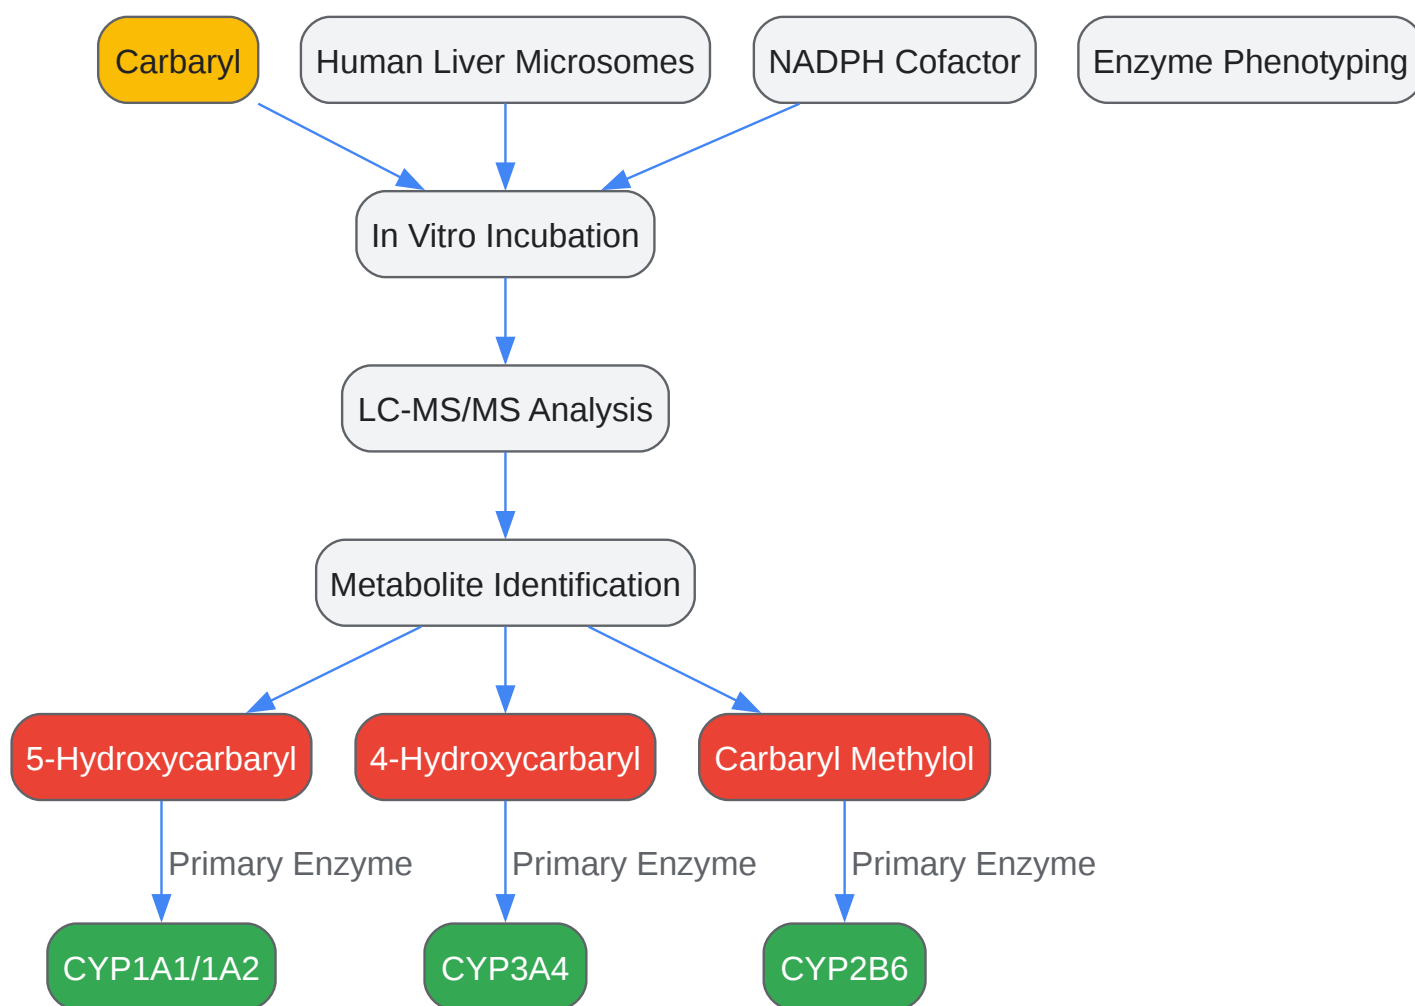 Carbaryl
Human Liver Microsomes
NADPH Cofactor
Enzyme Phenotyping
In Vitro Incubation
LC-MS/MS Analysis
Metabolite Identification
5-Hydroxycarbaryl
4-Hydroxycarbaryl
Carbaryl Methylol
Primary Enzyme
Primary Enzyme
Primary Enzyme
CYP1A1/1A2
CYP3A4
CYP2B6